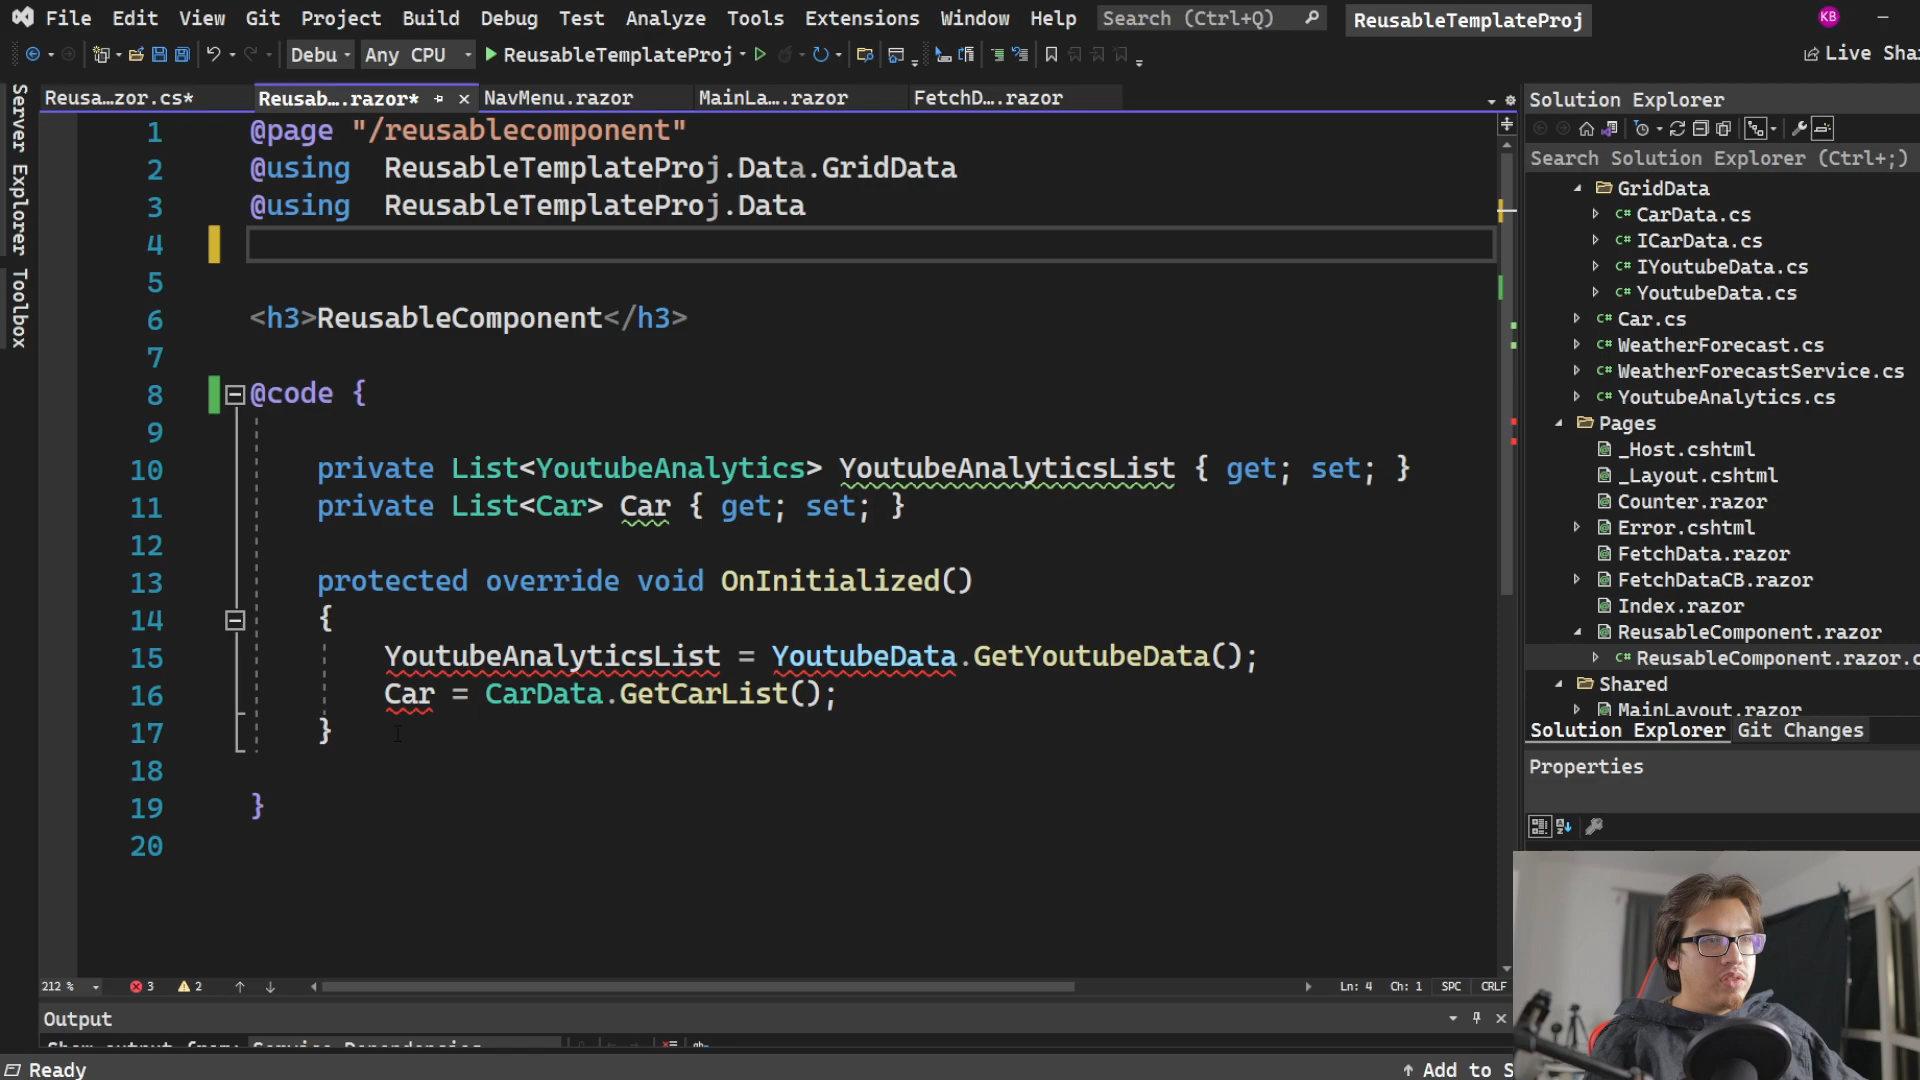 File Edit View Git Project Build Debug Test Analyze Tools Extensions Window Help Search (Ctrl+Q) ReusableTemplateProj KB
Debu Any CPU ReusableTemplateProj Live Shar
Reusa...zor.cs* Reusab....razor* NavMenu.razor MainLa....razor FetchD....razor
Server Explorer
Toolbox
1 @page "/reusablecomponent"
2 @using ReusableTemplateProj.Data.GridData
3 @using ReusableTemplateProj.Data
4
5
6 <h3>ReusableComponent</h3>
7
8 @code {
9
10 private List<YoutubeAnalytics> YoutubeAnalyticsList { get; set; }
11 private List<Car> Car { get; set; }
12
13 protected override void OnInitialized()
14 {
15 YoutubeAnalyticsList = YoutubeData.GetYoutubeData();
16 Car = CarData.GetCarList();
17 }
18
19 }
20
212 % 3 2 Ln: 4 Ch: 1 SPC CRLF
Output
Ready
Add to S
Solution Explorer
Search Solution Explorer (Ctrl+;)
GridData
C# CarData.cs
C# ICarData.cs
C# IYoutubeData.cs
C# YoutubeData.cs
C# Car.cs
C# WeatherForecast.cs
C# WeatherForecastService.cs
C# YoutubeAnalytics.cs
Pages
_Host.cshtml
_Layout.cshtml
Counter.razor
Error.cshtml
FetchData.razor
FetchDataCB.razor
Index.razor
ReusableComponent.razor
C# ReusableComponent.razor.c
Shared
MainLayout.razor
Solution Explorer Git Changes
Properties